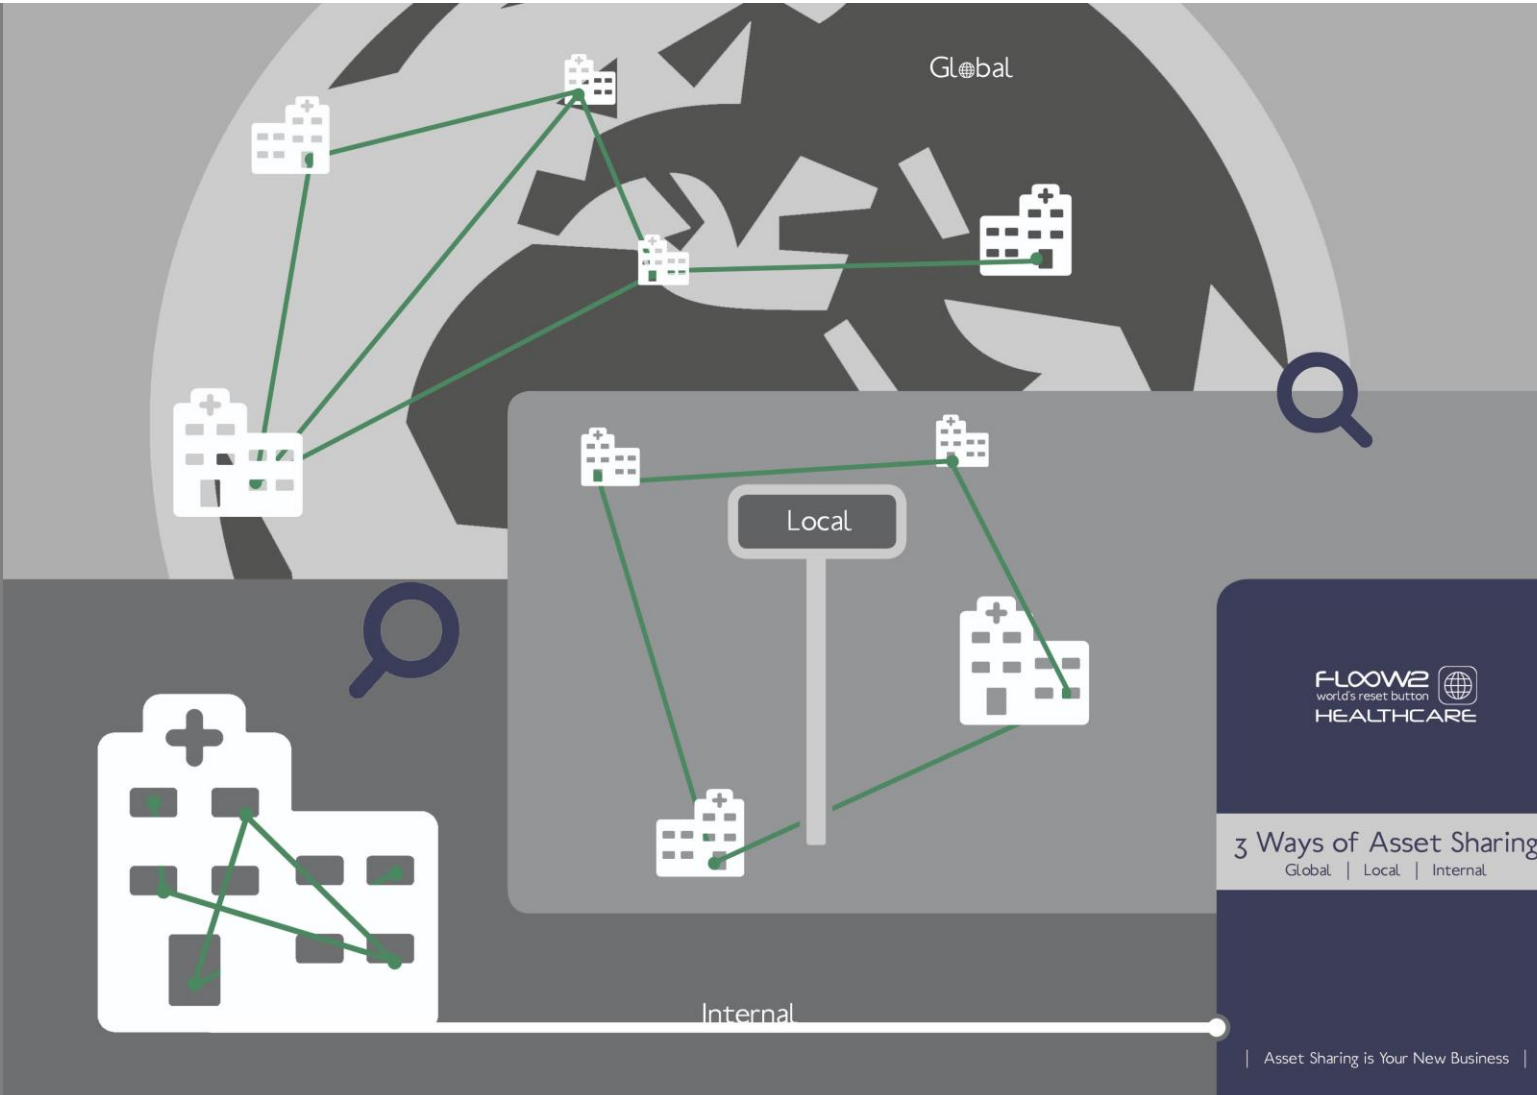 Global
Local
FLOOW2
world's reset button
HEALTHCARE
3 Ways of Asset Sharing
Global | Local | Internal
Internal
| Asset Sharing is Your New Business |